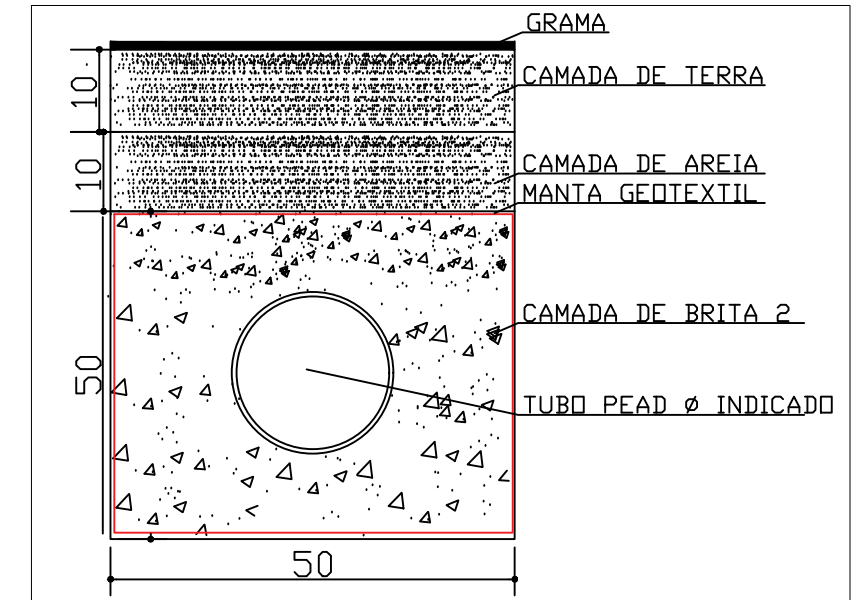 GRAMA
10
CAMADA DE TERRA
10
CAMADA DE AREIA
MANTA GEOTEXTIL
CAMADA DE BRITA 2
50
TUBO PEAD Ø INDICADO
50